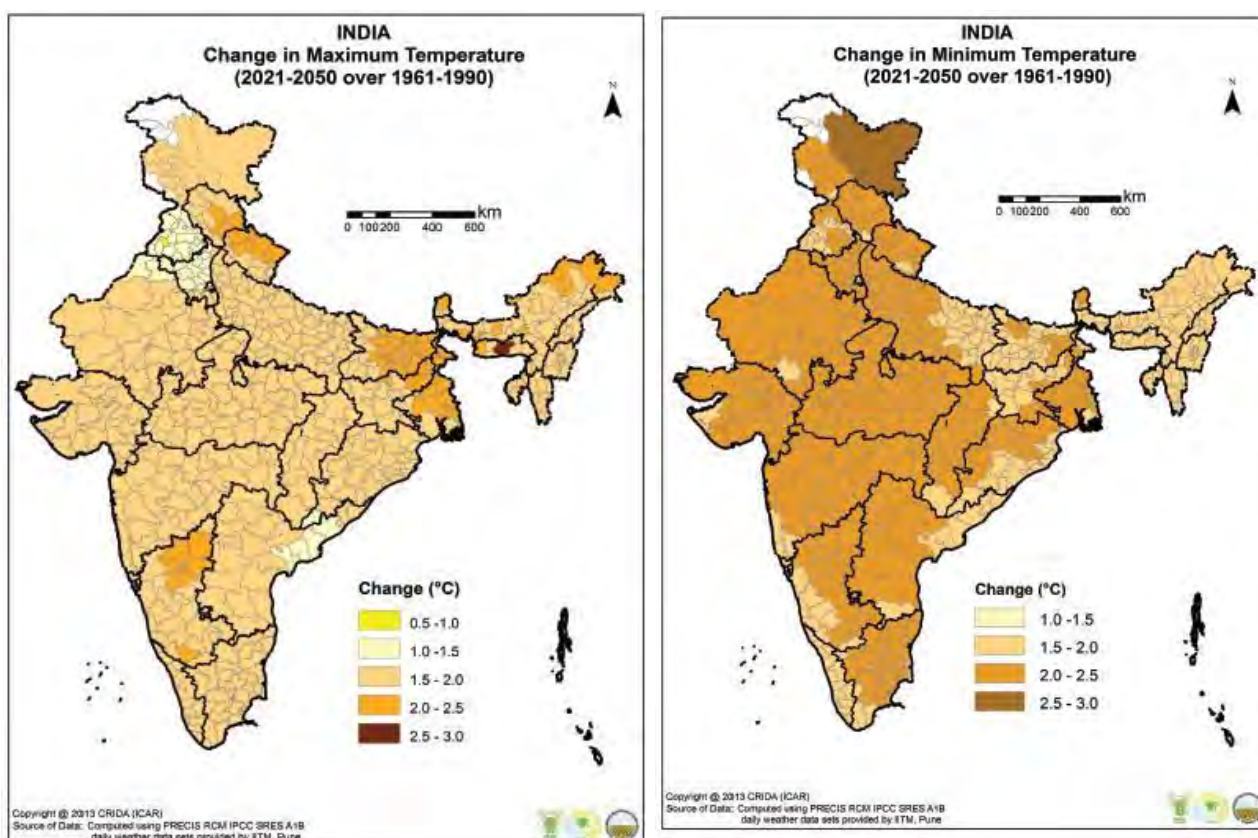 INDIA
Change in Maximum Temperature
(2021-2050 over 1961-1990)
N
km
0 100 200 400 600
Change (°C)
0.5 -1.0
1.0 -1.5
1.5 - 2.0
2.0 - 2.5
2.5 - 3.0
Copyright @ 2013 CRIDA (ICAR)
Source of Data: Computed using PRECIS RCM IPCC SRES A1B
daily weather data sets provided by IITM, Pune
INDIA
Change in Minimum Temperature
(2021-2050 over 1961-1990)
N
km
0 100 200 400 600
Change (°C)
1.0 -1.5
1.5 - 2.0
2.0 - 2.5
2.5 - 3.0
Copyright @ 2013 CRIDA (ICAR)
Source of Data: Computed using PRECIS RCM IPCC SRES A1B
daily weather data sets provided by IITM, Pune